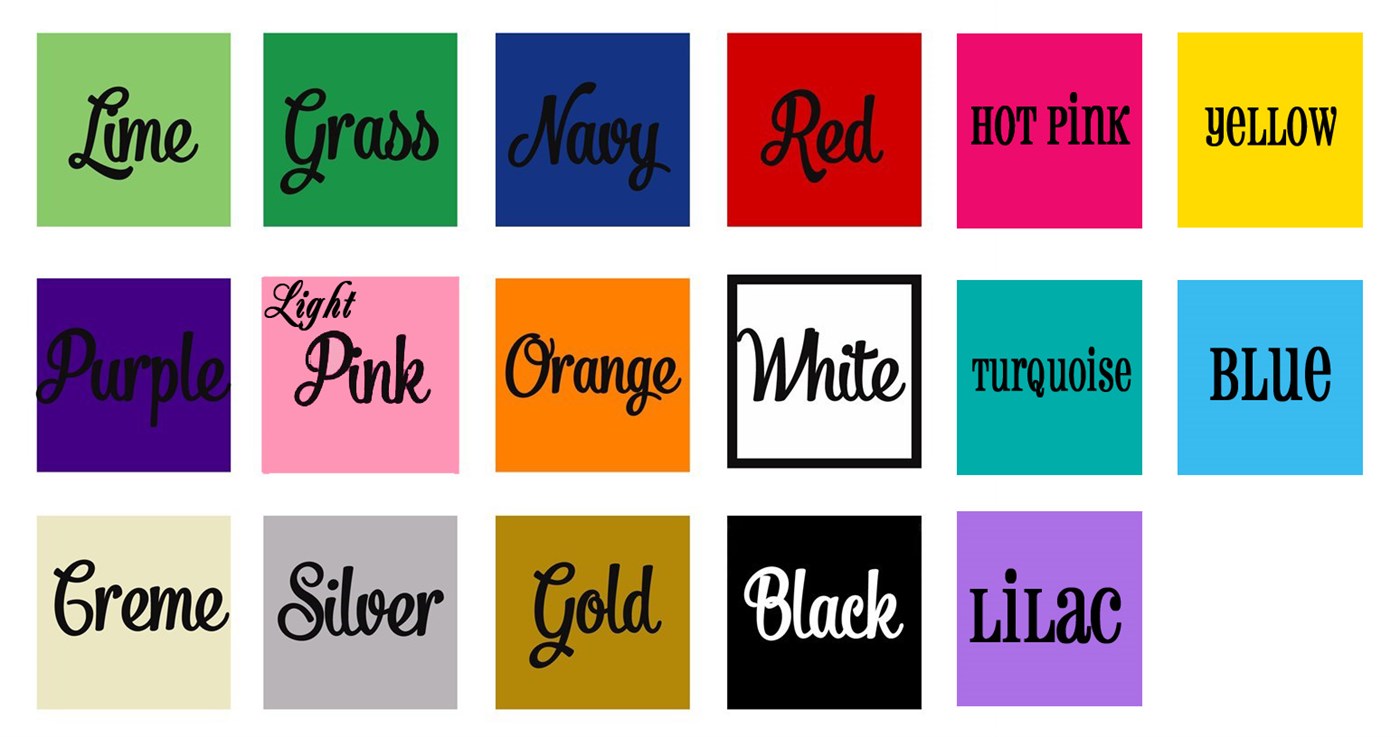 Lime
Grass
Navy
Red
HOT PiNK
yeLLOW
Purple
Light
Pink
Orange
White
TurQuoise
BLue
Creme
Silver
Gold
Black
LiLac